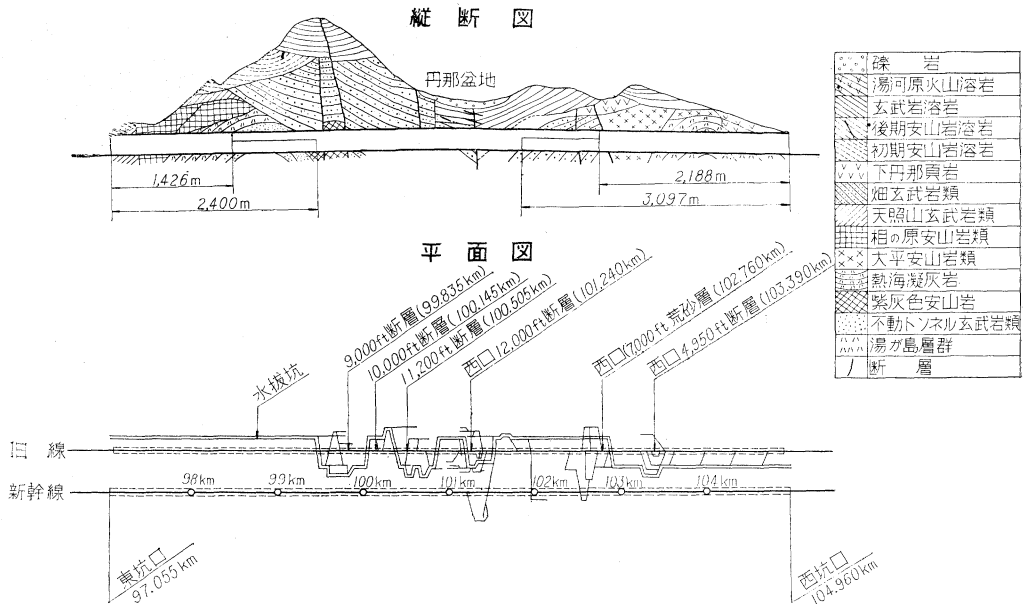 縦断図
丹那盆地
1,426m
2,400m
2,188m
3,097m
礫岩
湯河原火山溶岩
玄武岩溶岩
後期安山岩溶岩
初期安山岩溶岩
下丹那頁岩
畑玄武岩類
天照山玄武岩類
相の原安山岩類
大平安山岩類
熱海凝灰岩
紫灰色安山岩
不動トンネル玄武岩類
湯が島層群
断層
平面図
水抜坑
9,000ft断層(99,835km)
10,000ft断層(100,145km)
11,200ft断層(100.505km)
西口12,000ft断層(101,240km)
西口(7,000ft荒砂層(102.760km)
西口4,950ft断層(103,390km)
旧線
新幹線
98km
99km
100km
101km
102km
103km
104km
東坑口
97.055km
西坑口
104.960km